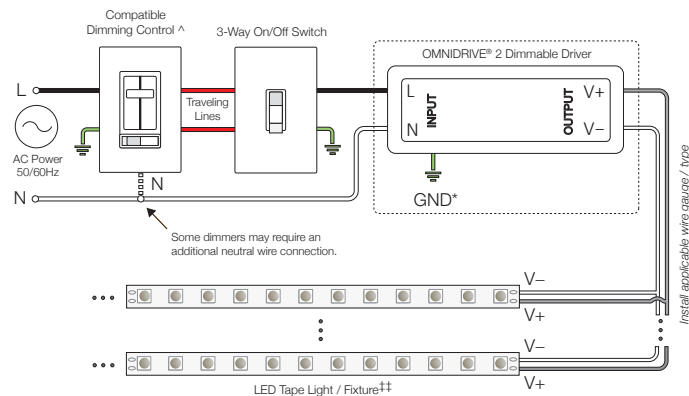 Compatible
Dimming Control ^
3-Way On/Off Switch
OMNIDRIVE® 2 Dimmable Driver
L
AC Power
50/60Hz
N
Traveling
Lines
N
L
N
INPUT
OUTPUT
V+
V–
GND*
Some dimmers may require an
additional neutral wire connection.
Install applicable wire gauge / type
V–
V+
V–
V+
LED Tape Light / Fixture‡‡